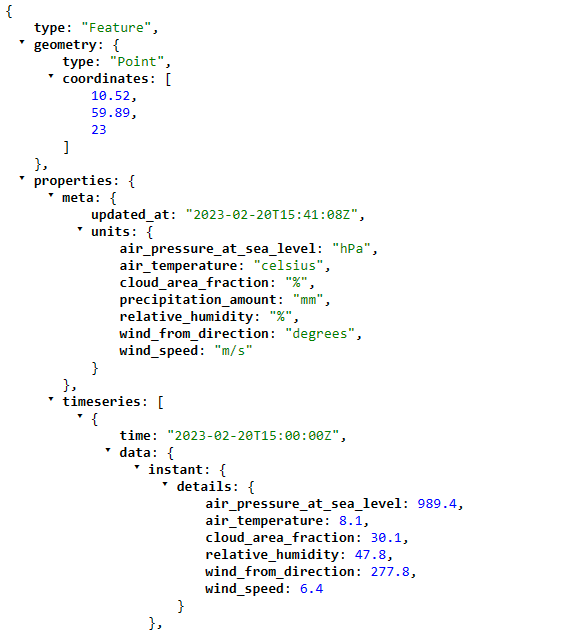 {
type: "Feature",
geometry: {
type: "Point",
coordinates: [
10.52,
59.89,
23
]
},
properties: {
meta: {
updated_at: "2023-02-20T15:41:08Z",
units: {
air_pressure_at_sea_level: "hPa",
air_temperature: "celsius",
cloud_area_fraction: "%",
precipitation_amount: "mm",
relative_humidity: "%",
wind_from_direction: "degrees",
wind_speed: "m/s"
}
},
timeseries: [
{
time: "2023-02-20T15:00:00Z",
data: {
instant: {
details: {
air_pressure_at_sea_level: 989.4,
air_temperature: 8.1,
cloud_area_fraction: 30.1,
relative_humidity: 47.8,
wind_from_direction: 277.8,
wind_speed: 6.4
}
},